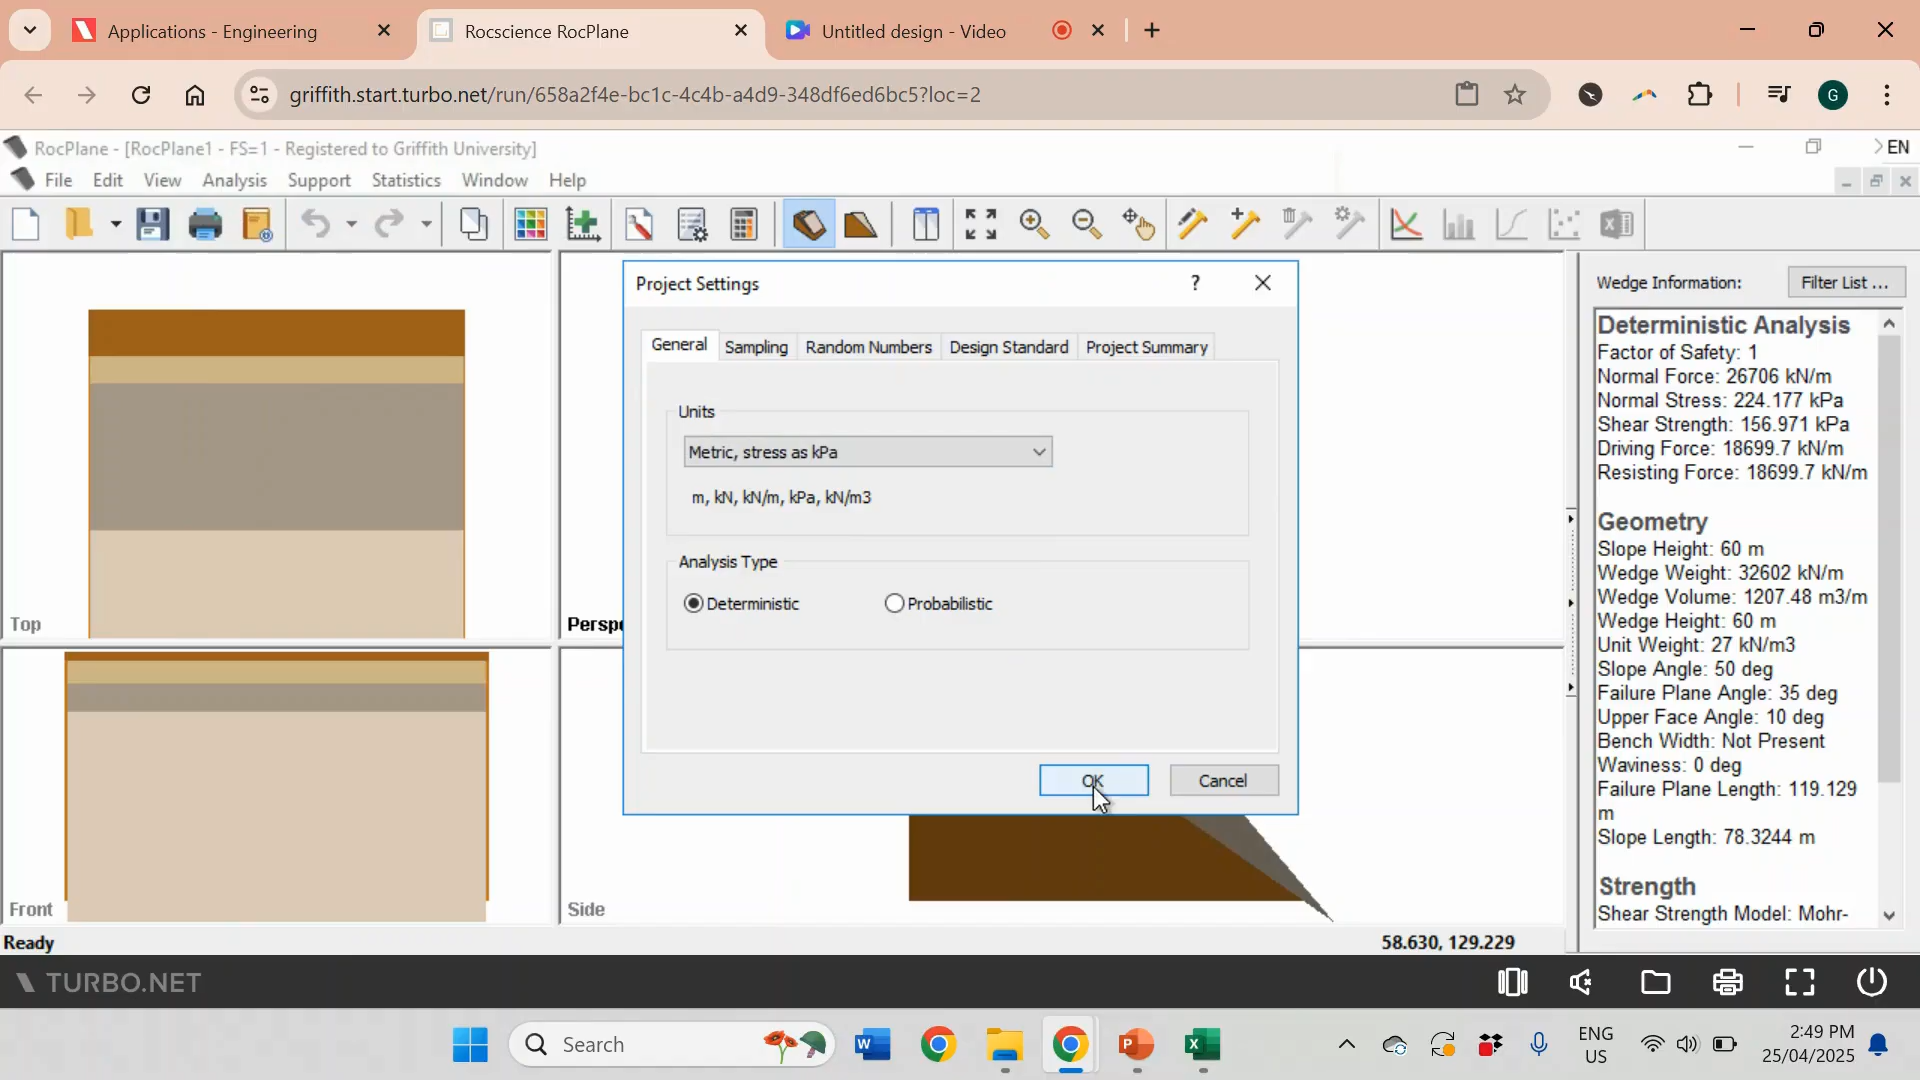 Applications - Engineering
Rocscience RocPlane
Untitled design - Video
griffith.start.turbo.net/run/658a2f4e-bc1c-4c4b-a4d9-348df6ed6bc5?loc=2
G
RocPlane - [RocPlane1 - FS=1 - Registered to Griffith University]
EN
File Edit View Analysis Support Statistics Window Help
Project Settings
?
General Sampling Random Numbers Design Standard Project Summary
Units
Metric, stress as kPa
m, kN, kN/m, kPa, kN/m3
Analysis Type
Deterministic Probabilistic
OK Cancel
Top
Persp
Front
Side
Wedge Information: Filter List ...
Deterministic Analysis
Factor of Safety: 1
Normal Force: 26706 kN/m
Normal Stress: 224.177 kPa
Shear Strength: 156.971 kPa
Driving Force: 18699.7 kN/m
Resisting Force: 18699.7 kN/m
Geometry
Slope Height: 60 m
Wedge Weight: 32602 kN/m
Wedge Volume: 1207.48 m3/m
Wedge Height: 60 m
Unit Weight: 27 kN/m3
Slope Angle: 50 deg
Failure Plane Angle: 35 deg
Upper Face Angle: 10 deg
Bench Width: Not Present
Waviness: 0 deg
Failure Plane Length: 119.129
m
Slope Length: 78.3244 m
Strength
Shear Strength Model: Mohr-
Ready
58.630, 129.229
TURBO.NET
Search
W
P
X
ENG
US
2:49 PM
25/04/2025